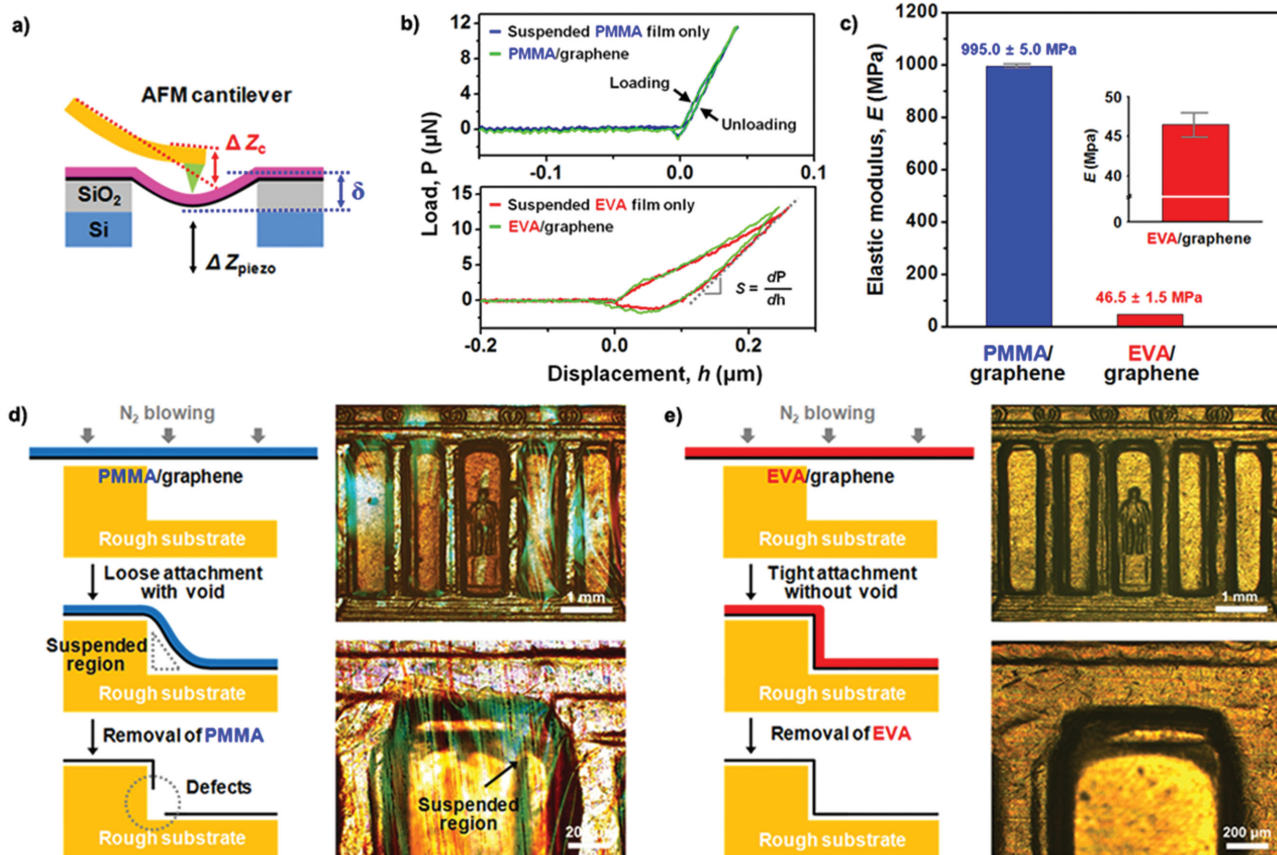 a)
AFM cantilever
Δ Zc
SiO2
δ
Si
Δ Zpiezo
b)
Load, P (μN)
12
8
4
0
Suspended PMMA film only
PMMA/graphene
Loading
Unloading
-0.1
0.0
0.1
15
10
5
0
Suspended EVA film only
EVA/graphene
S = dP/dh
-0.2
0.0
0.2
Displacement, h (μm)
c)
Elastic modulus, E (MPa)
1200
1000
800
600
400
200
0
995.0 ± 5.0 MPa
46.5 ± 1.5 MPa
E (Mpa)
50
45
40
0
EVA/graphene
PMMA/
graphene
EVA/
graphene
d)
N2 blowing
PMMA/graphene
Rough substrate
Loose attachment
with void
Suspended
region
Rough substrate
Removal of PMMA
Defects
Rough substrate
1 mm
Suspended
region
e)
N2 blowing
EVA/graphene
Rough substrate
Tight attachment
without void
Rough substrate
Removal of EVA
Rough substrate
1 mm
200 μm